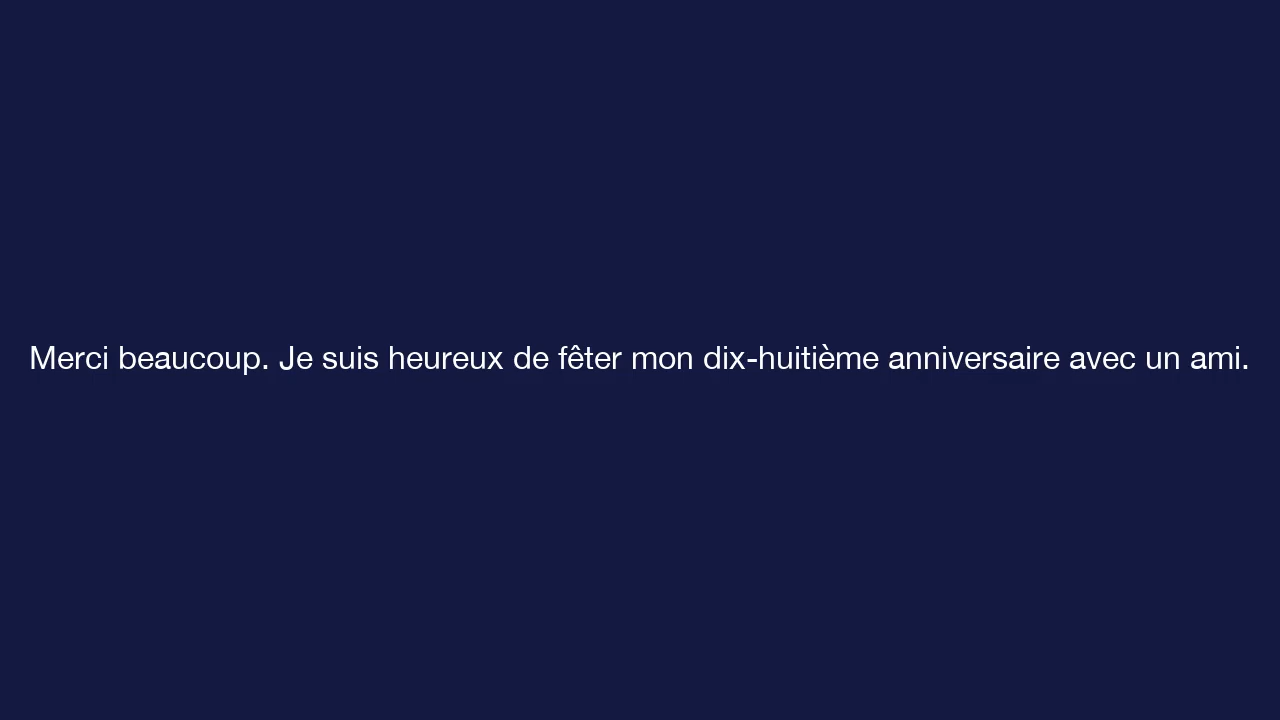 Merci beaucoup. Je suis heureux de fêter mon dix-huitième anniversaire avec un ami.